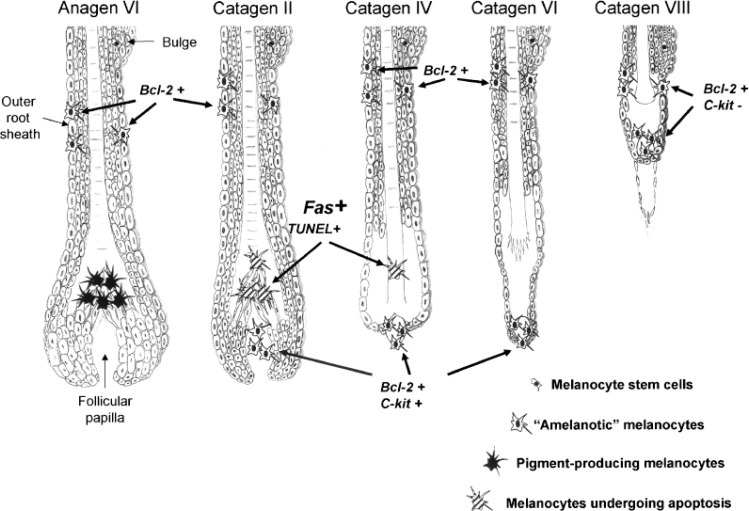 Anagen VI
Catagen II
Catagen IV
Catagen VI
Catagen VIII
Bulge
Bcl-2 +
Bcl-2 +
Bcl-2 +
C-kit -
Outer
root
sheath
Fas+
TUNEL+
Follicular
papilla
Bcl-2 +
C-kit +
Melanocyte stem cells
“Amelanotic” melanocytes
Pigment-producing melanocytes
Melanocytes undergoing apoptosis